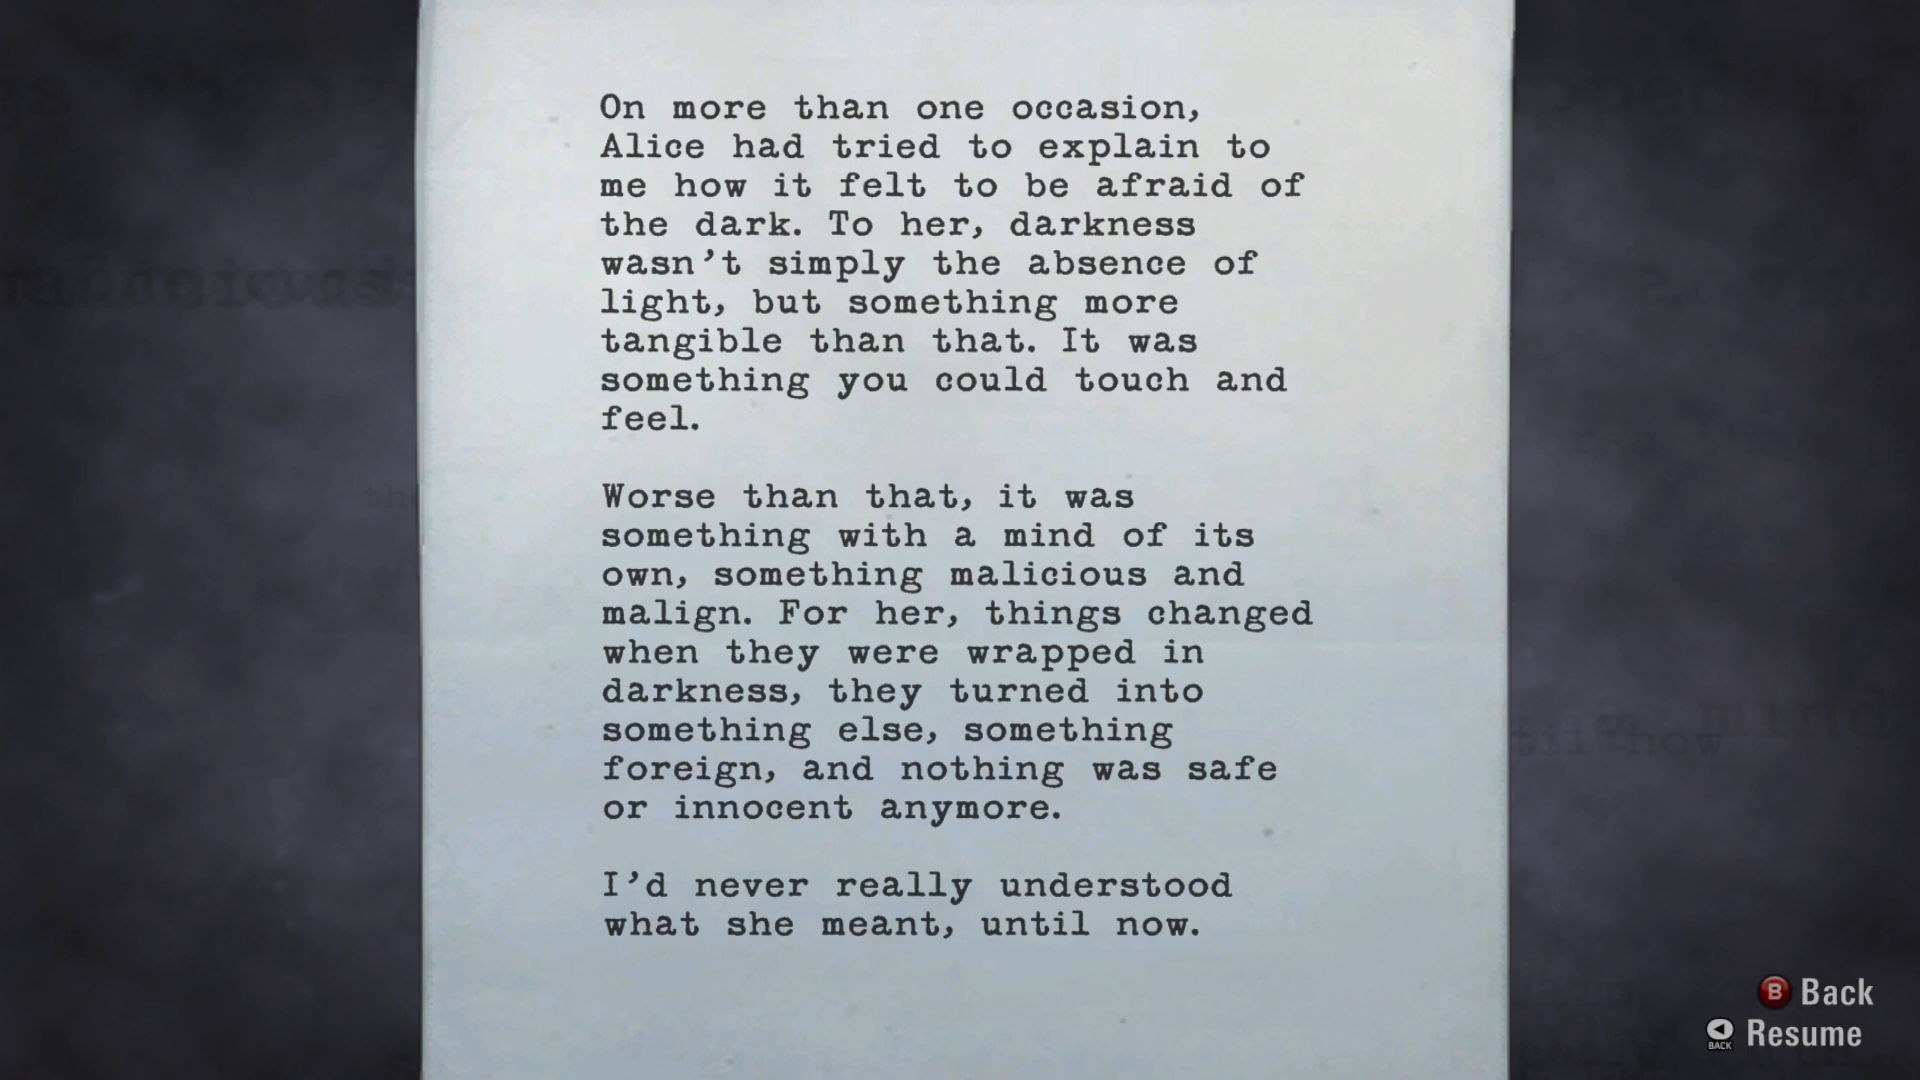 On more than one occasion,
Alice had tried to explain to
me how it felt to be afraid of
the dark. To her, darkness
wasn’t simply the absence of
light, but something more
tangible than that. It was
something you could touch and
feel.
Worse than that, it was
something with a mind of its
own, something malicious and
malign. For her, things changed
when they were wrapped in
darkness, they turned into
something else, something
foreign, and nothing was safe
or innocent anymore.
I’d never really understood
what she meant, until now.
B Back
BACK Resume